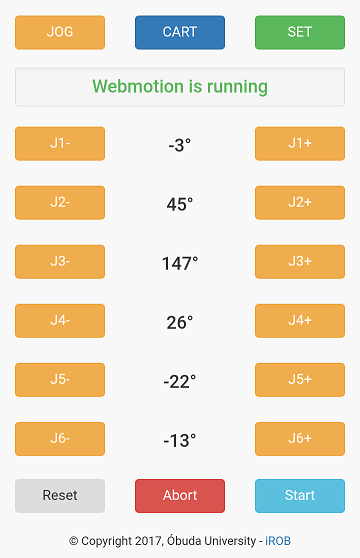 JOG CART SET
Webmotion is running
J1- -3° J1+
J2- 45° J2+
J3- 147° J3+
J4- 26° J4+
J5- -22° J5+
J6- -13° J6+
Reset Abort Start
© Copyright 2017, Óbuda University - iROB